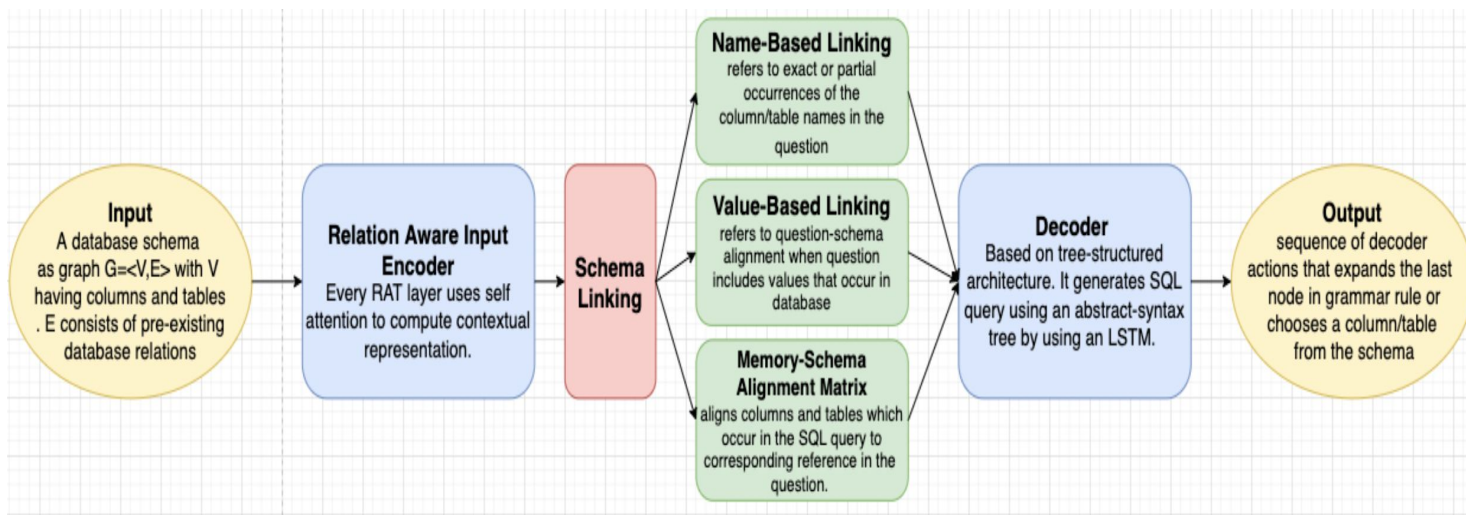 Input
A database schema
as graph G=<V,E> with V
having columns and tables
. E consists of pre-existing
database relations
Relation Aware Input
Encoder
Every RAT layer uses self
attention to compute contextual
representation.
Schema
Linking
Name-Based Linking
refers to exact or partial
occurrences of the
column/table names in the
question
Value-Based Linking
refers to question-schema
alignment when question
includes values that occur in
database
Memory-Schema
Alignment Matrix
aligns columns and tables which
occur in the SQL query to
corresponding reference in the
question.
Decoder
Based on tree-structured
architecture. It generates SQL
query using an abstract-syntax
tree by using an LSTM.
Output
sequence of decoder
actions that expands the last
node in grammar rule or
chooses a column/table
from the schema